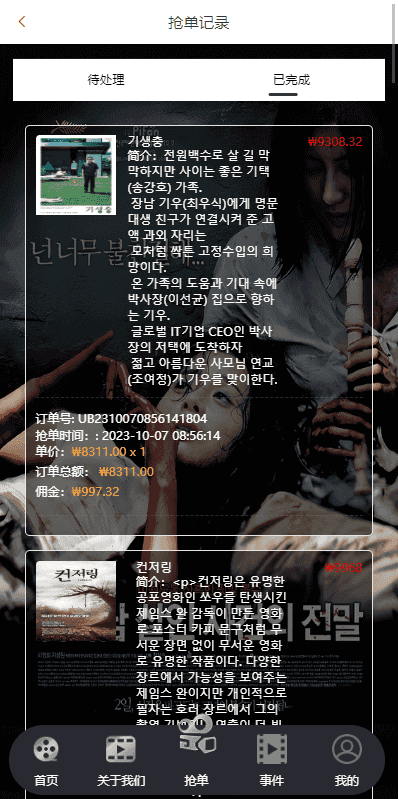 抢单记录
待处理
已完成
기생충
₩9308.32
简介：전원백수로 살 길 막
막하지만 사이는 좋은 기택
(송강호) 가족.
장남 기우(최우식)에게 명문
대생 친구가 연결시켜 준 고
액 과외 자리는
모처럼 싹튼 고정수입의 희
망이다.
온 가족의 도움과 기대 속에
박사장(이선균) 집으로 향하
는 기우.
글로벌 IT기업 CEO인 박사
장의 저택에 도착하자
젊고 아름다운 사모님 연교
(조여정)가 기우를 맞이한다.
기생충
넌너무 불
订单号: UB2310070856141804
抢单时间：: 2023-10-07 08:56:14
单价：₩8311.00 x 1
订单总额： ₩8311.00
佣金：₩997.32
컨저링
컨저링
简介：<p>컨저링은 유명한
공포영화인 쏘우를 탄생시킨
제임스 완 감독이 만든 영화
로 포스터 카피 문구처럼 무
서운 장면 없이 무서운 영화
로 유명한 작품이다. 다양한
장르에서 가능성을 보여주는
제임스 완이지만 개인적으로
필자는 호러 장르에서 그의
전말
首页
关于我们
抢单
事件
我的